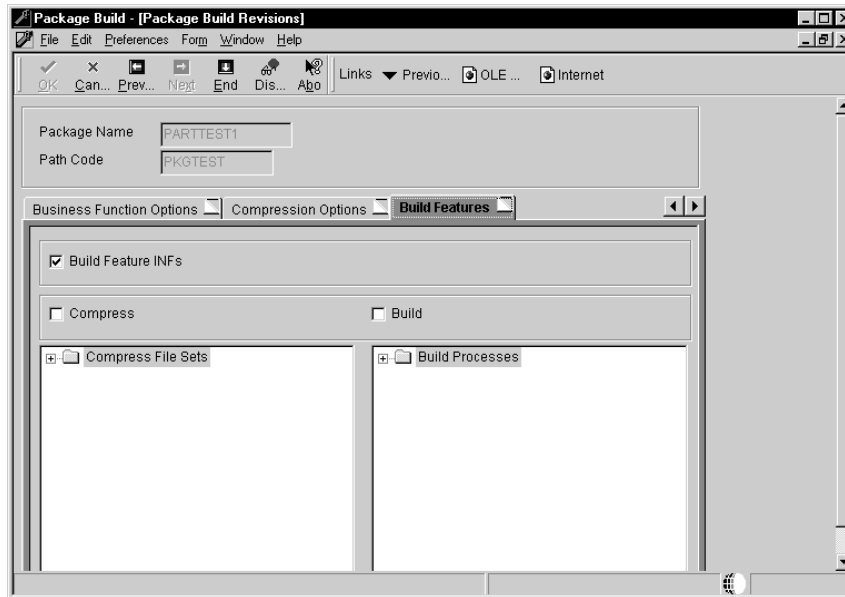 Package Build - [Package Build Revisions]
File Edit Preferences Form Window Help
OK Can... Prev... Next End Dis... Abo Links Previo... OLE ... Internet
Package Name PARTTEST1
Path Code PKGTEST
Business Function Options Compression Options Build Features
Build Feature INFs
Compress Build
Compress File Sets Build Processes